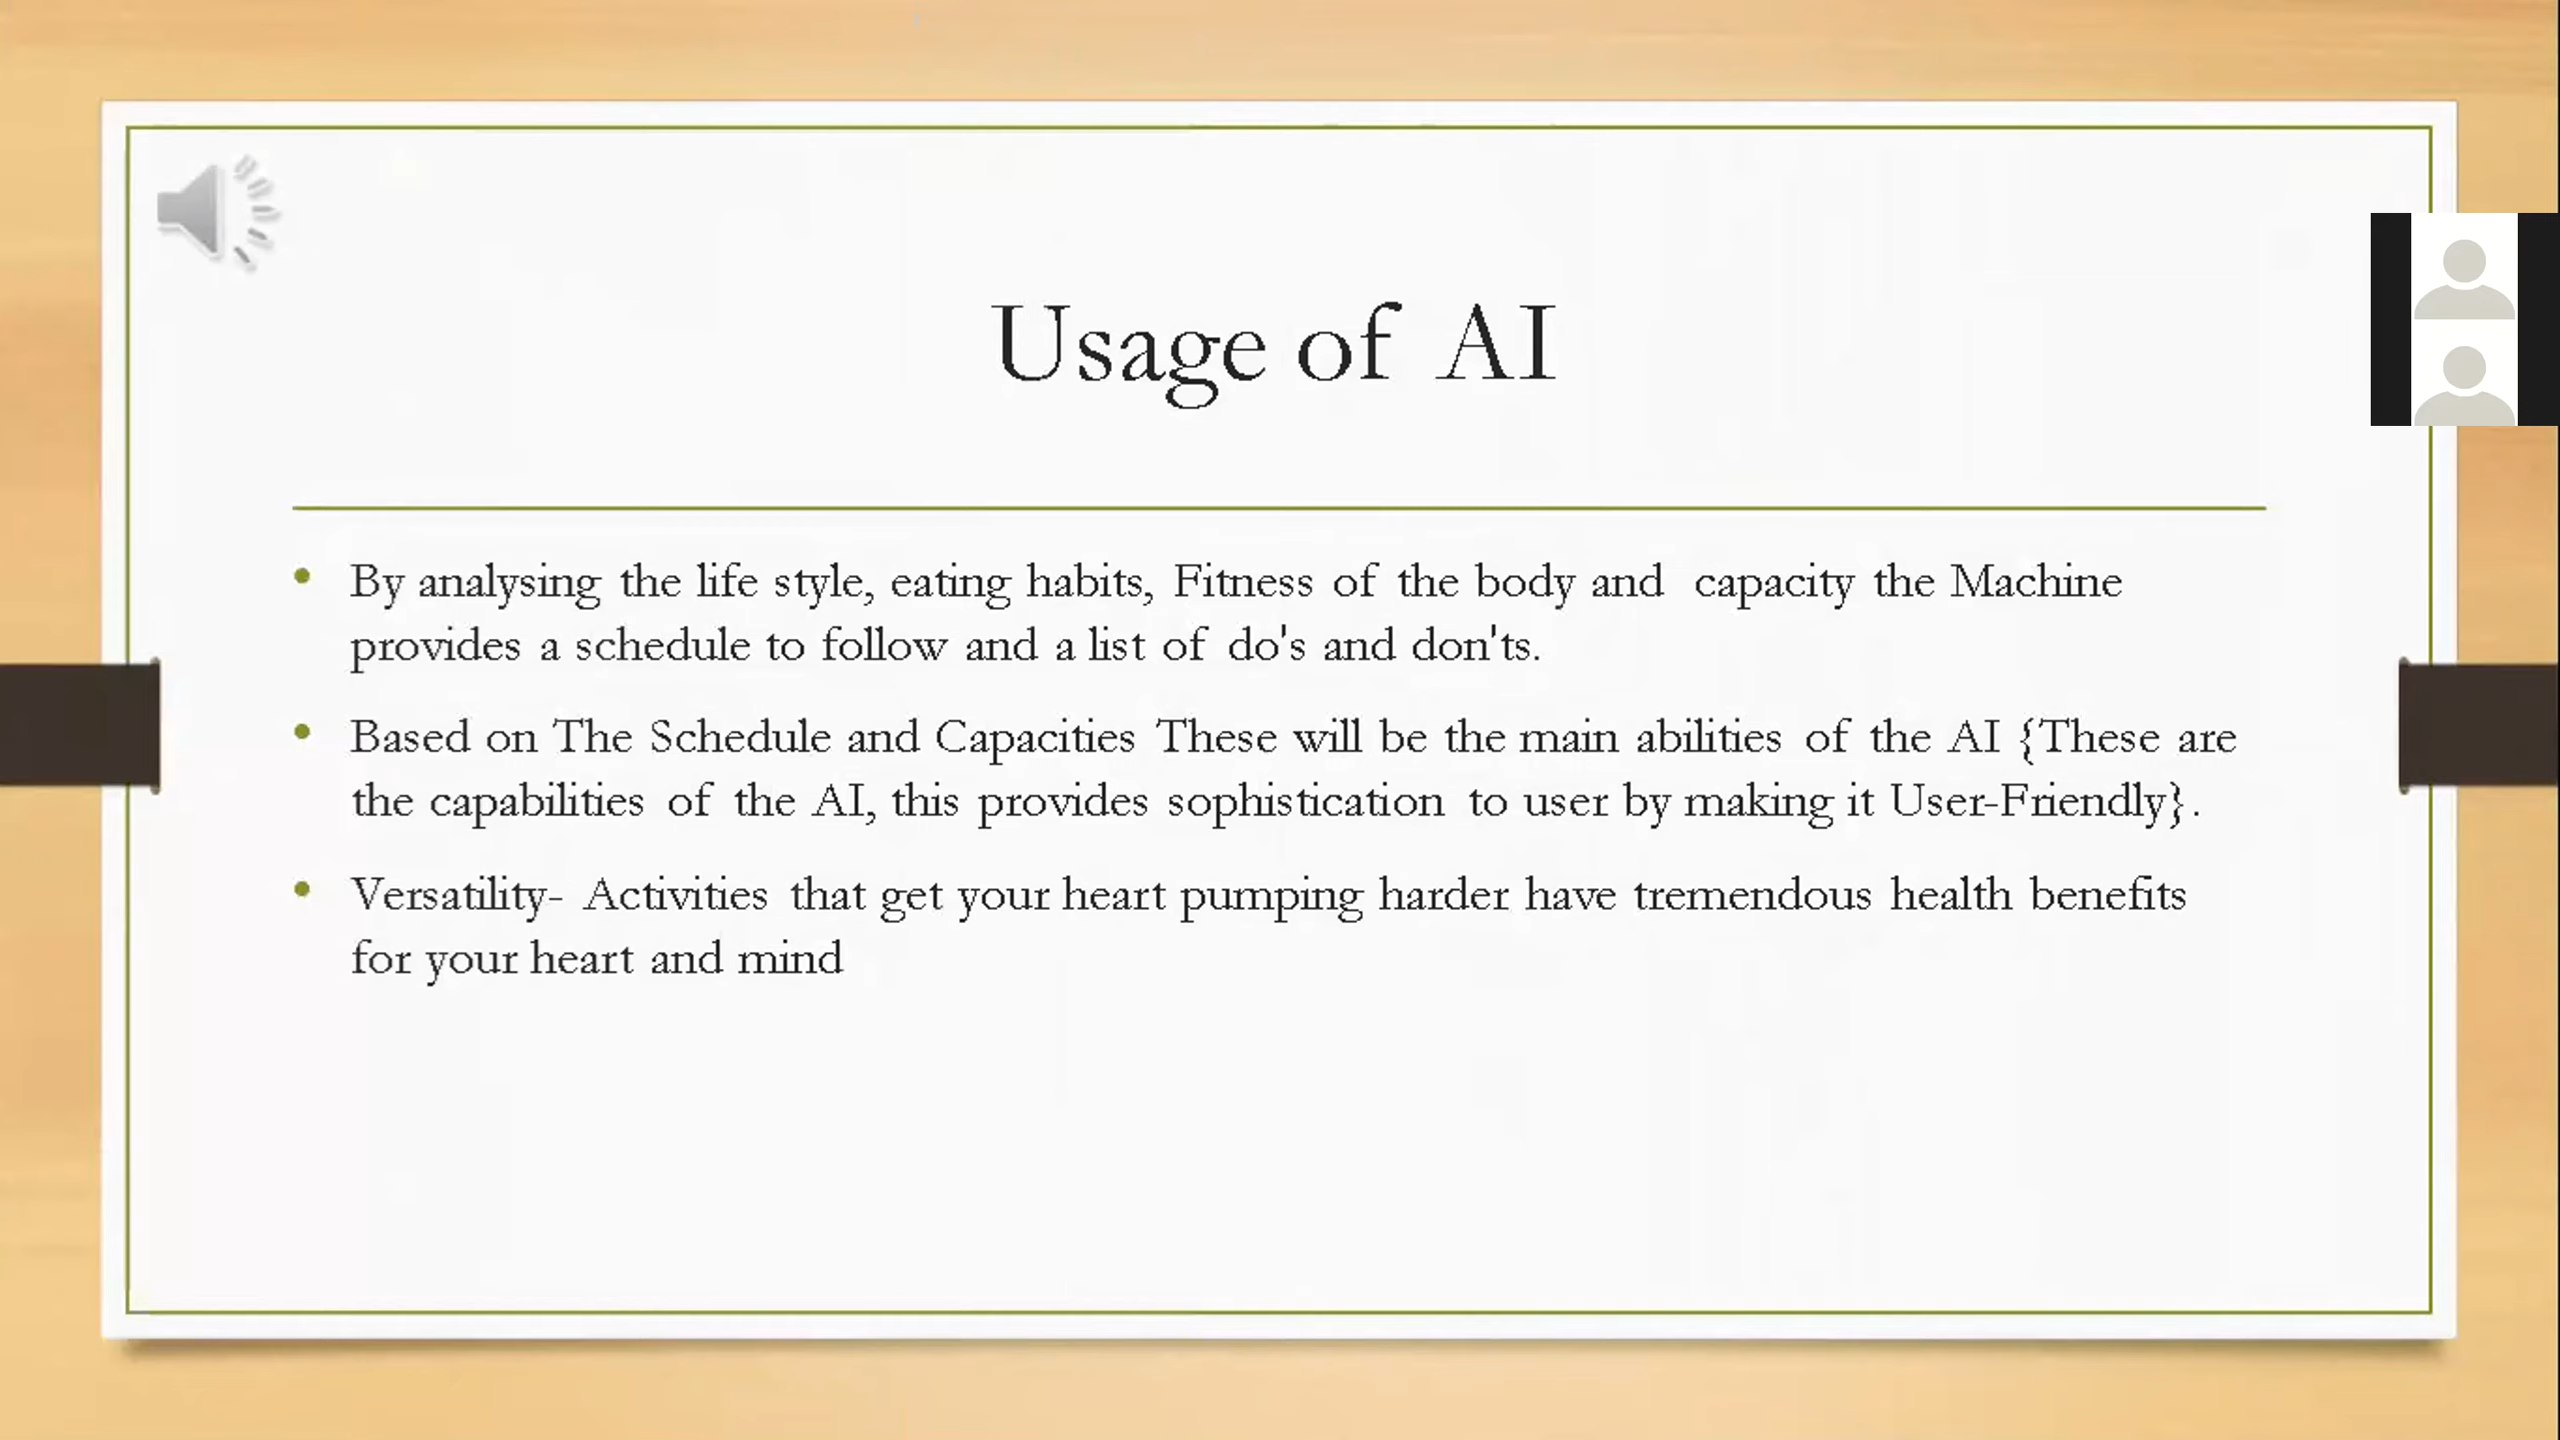 Usage of AI
By analysing the life style, eating habits, Fitness of the body and capacity the Machine
provides a schedule to follow and a list of do's and don'ts.
Based on The Schedule and Capacities These will be the main abilities of the AI {These are
the capabilities of the AI, this provides sophistication to user by making it User-Friendly}.
Versatility- Activities that get your heart pumping harder have tremendous health benefits
for your heart and mind